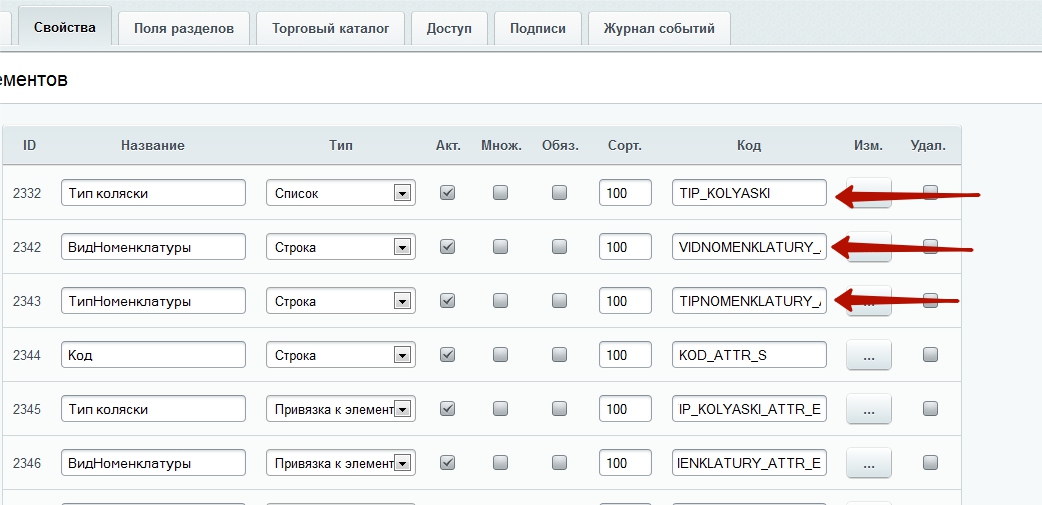 Свойства Поля разделов Торговый каталог Доступ Подписи Журнал событий
ементов
ID Название Тип Акт. Множ. Обяз. Сорт. Код Изм. Удал.
2332 Тип коляски Список 100 TIP_KOLYASKI ...
2342 ВидНоменклатуры Строка 100 VIDNOMENKLATURY_ ...
2343 ТипНоменклатуры Строка 100 TIPNOMENKLATURY_ ...
2344 Код Строка 100 KOD_ATTR_S ...
2345 Тип коляски Привязка к элемент 100 IP_KOLYASKI_ATTR_E ...
2346 ВидНоменклатуры Привязка к элемент 100 IENKLATURY_ATTR_E ...